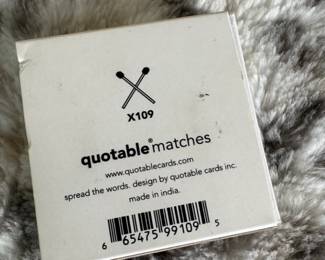 X109
quotable® matches
www.quotablecards.com
spread the words. design by quotable cards inc.
made in india.
6 65475 99109 5